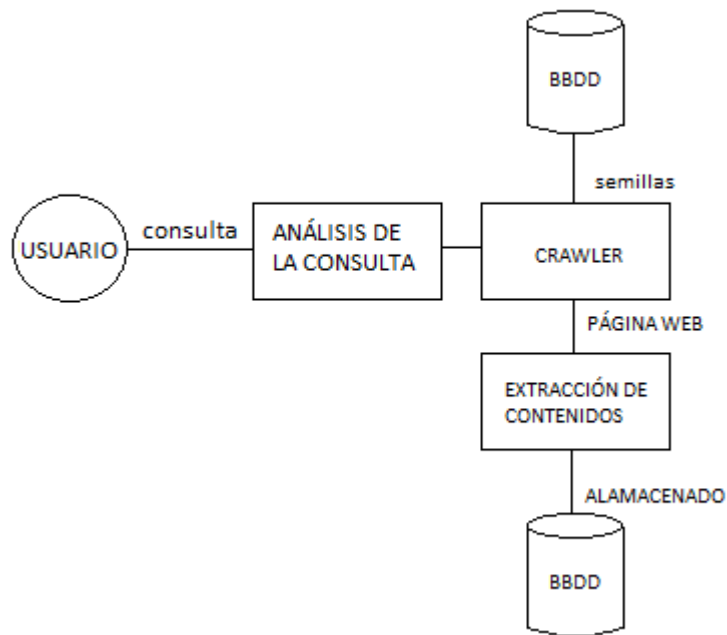 BBDD
semillas
USUARIO
consulta
ANÁLISIS DE
LA CONSULTA
CRAWLER
PÁGINA WEB
EXTRACCIÓN DE
CONTENIDOS
ALAMACENADO
BBDD